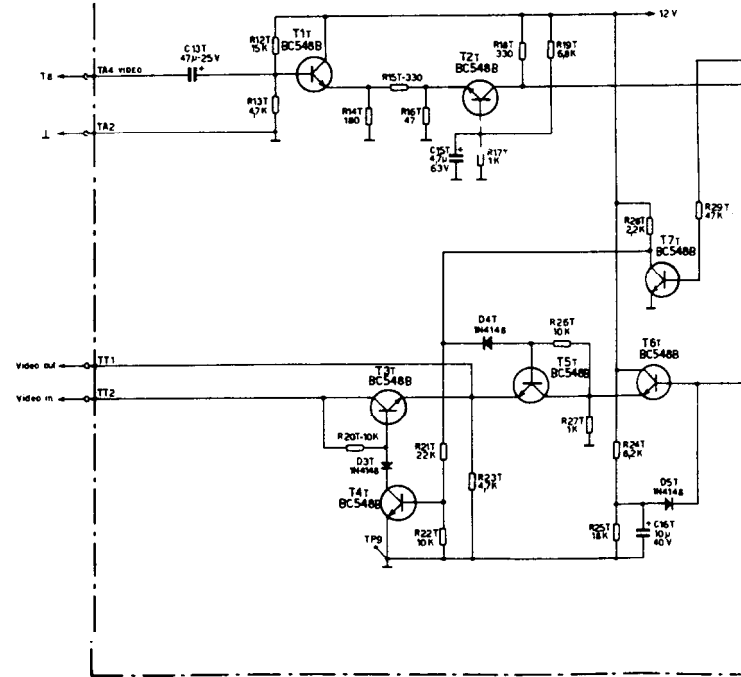 12 V
R12T
15K
T1T
BC548B
C13T
47µ-25V
R18T
330
R19T
6,8K
T2T
BC548B
R15T-330
Ta
TA4 VIDEO
R13T
4,7K
R14T
180
R16T
47
TA2
C15T
4,7µ
63V
R17T
1K
R28T
2,2K
R29T
47K
T7T
BC548B
D4T
1N4148
R26T
10K
T6T
BC548B
Video out
TT1
T5T
BC548B
T3T
BC548B
Video in
TT2
R27T
1K
R20T-10K
R21T
22K
R24T
8,2K
D3T
1N4148
R23T
4,7K
D5T
1N4148
T4T
BC548B
R22T
10K
R25T
18K
C16T
10µ
40V
TP9